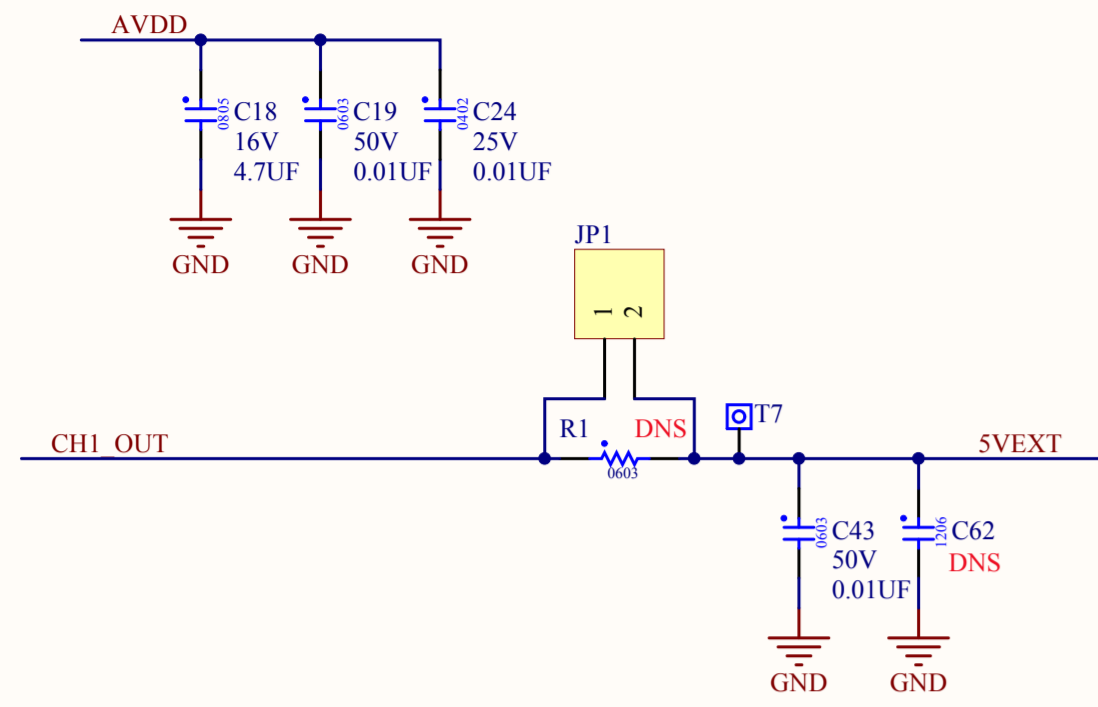 AVDD
0805
C18
16V
4.7UF
0603
C19
50V
0.01UF
0402
C24
25V
0.01UF
GND
GND
GND
JP1
1
2
R1
DNS
0603
T7
CH1_OUT
5VEXT
0603
C43
50V
0.01UF
1206
C62
DNS
GND
GND